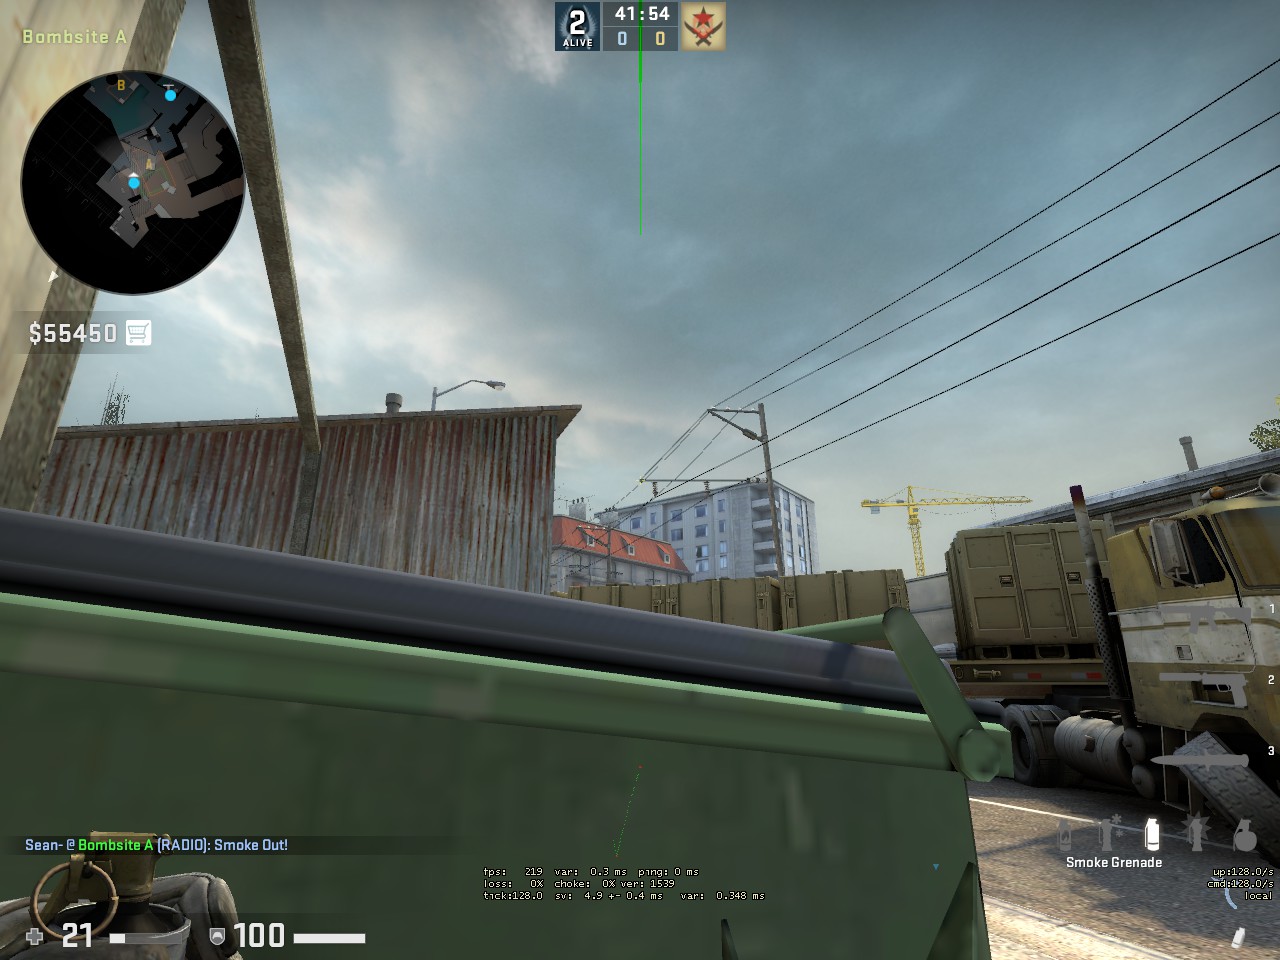 Bombsite A
2
ALIVE
41:54
0 0
B
A
$55450
1
2
3
Sean- @ Bombsite A (RADIO): Smoke Out!
Smoke Grenade
fps: 219 var: 0.3 ms ping: 0 ms
loss: 0% choke: 0% ver: 1539
tick:128.0 sv: 4.9 +- 0.4 ms var: 0.348 ms
up:128.0/s
cmd:128.0/s
local
21
100